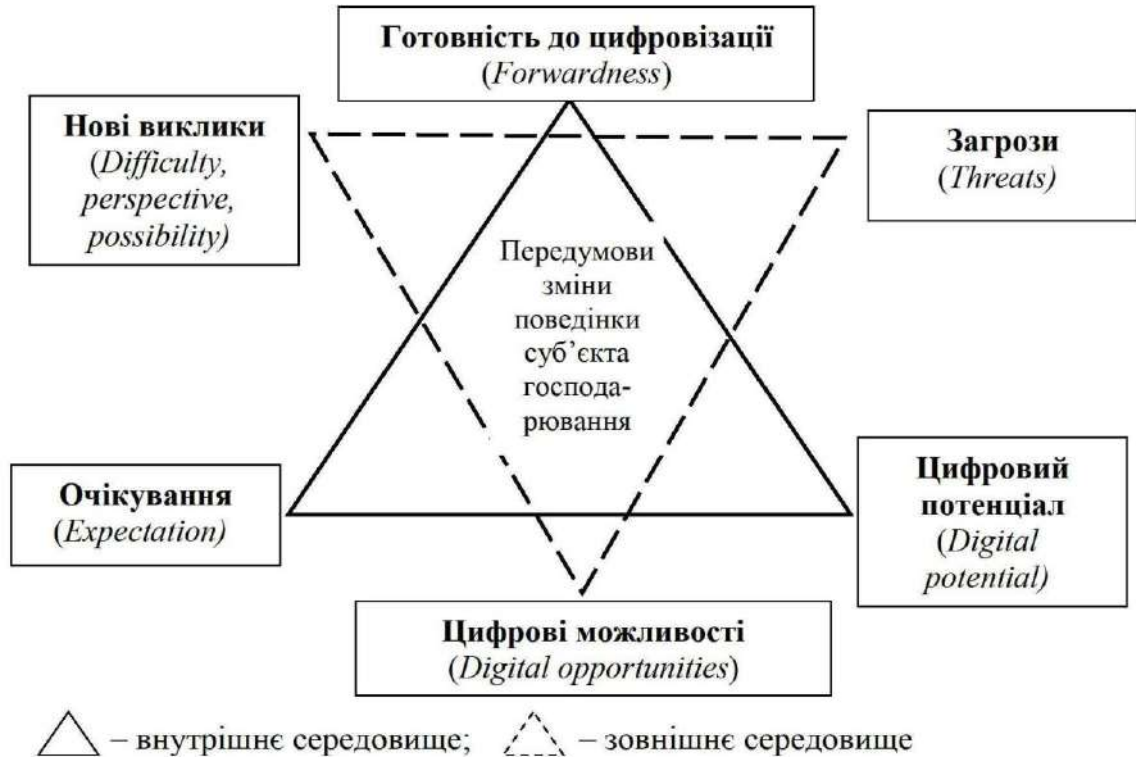 Готовність до цифровізації
(Forwardness)
Нові виклики
(Difficulty,
perspective,
possibility)
Загрози
(Threats)
Передумови
зміни
поведінки
суб’єкта
господа-
рювання
Очікування
(Expectation)
Цифровий
потенціал
(Digital
potential)
Цифрові можливості
(Digital opportunities)
– внутрішнє середовище; – зовнішнє середовище